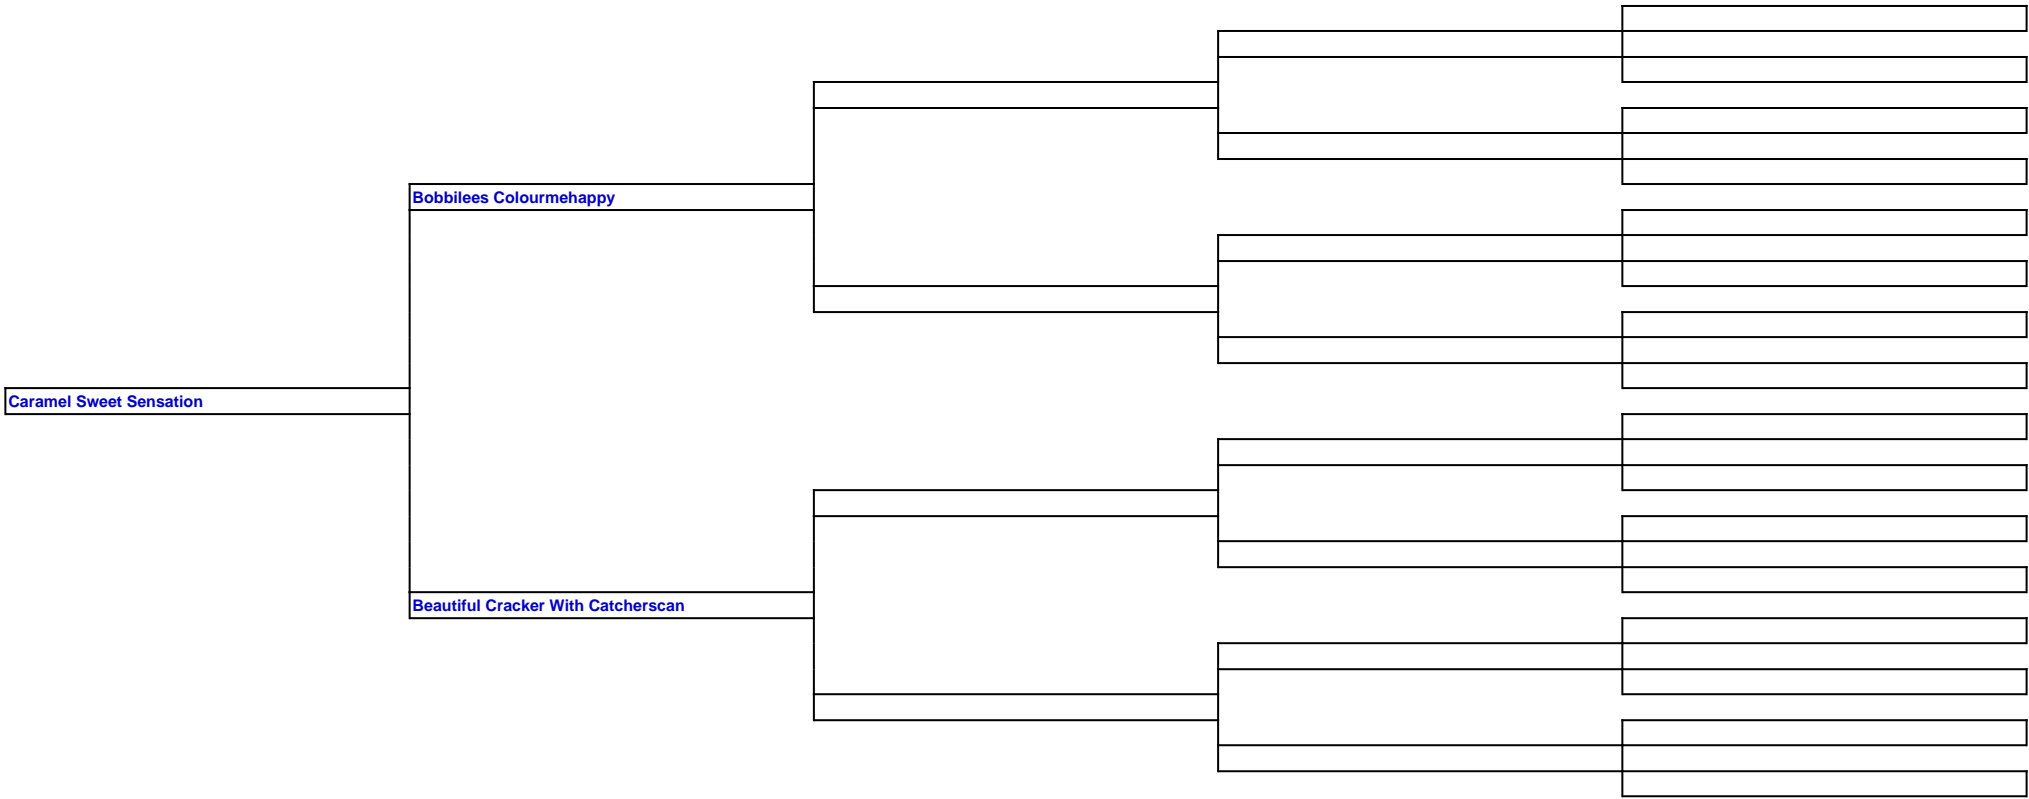 Bobbilees Colourmehappy
Caramel Sweet Sensation
Beautiful Cracker With Catcherscan